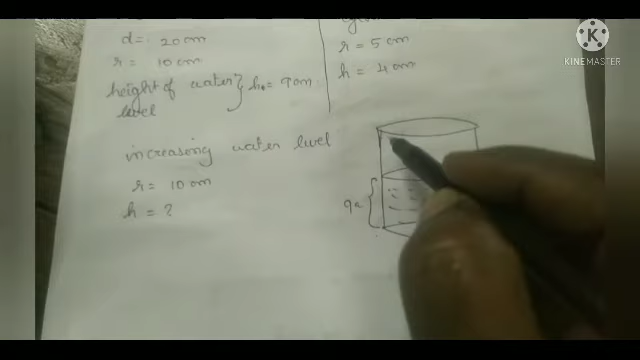 d = 20 cm
r = 10 cm
height of water
level
} h₁ = 9 cm
r = 5 cm
h = 4 cm
increasing water level
r = 10 cm
h = ?
9 c
K
KINEMASTER